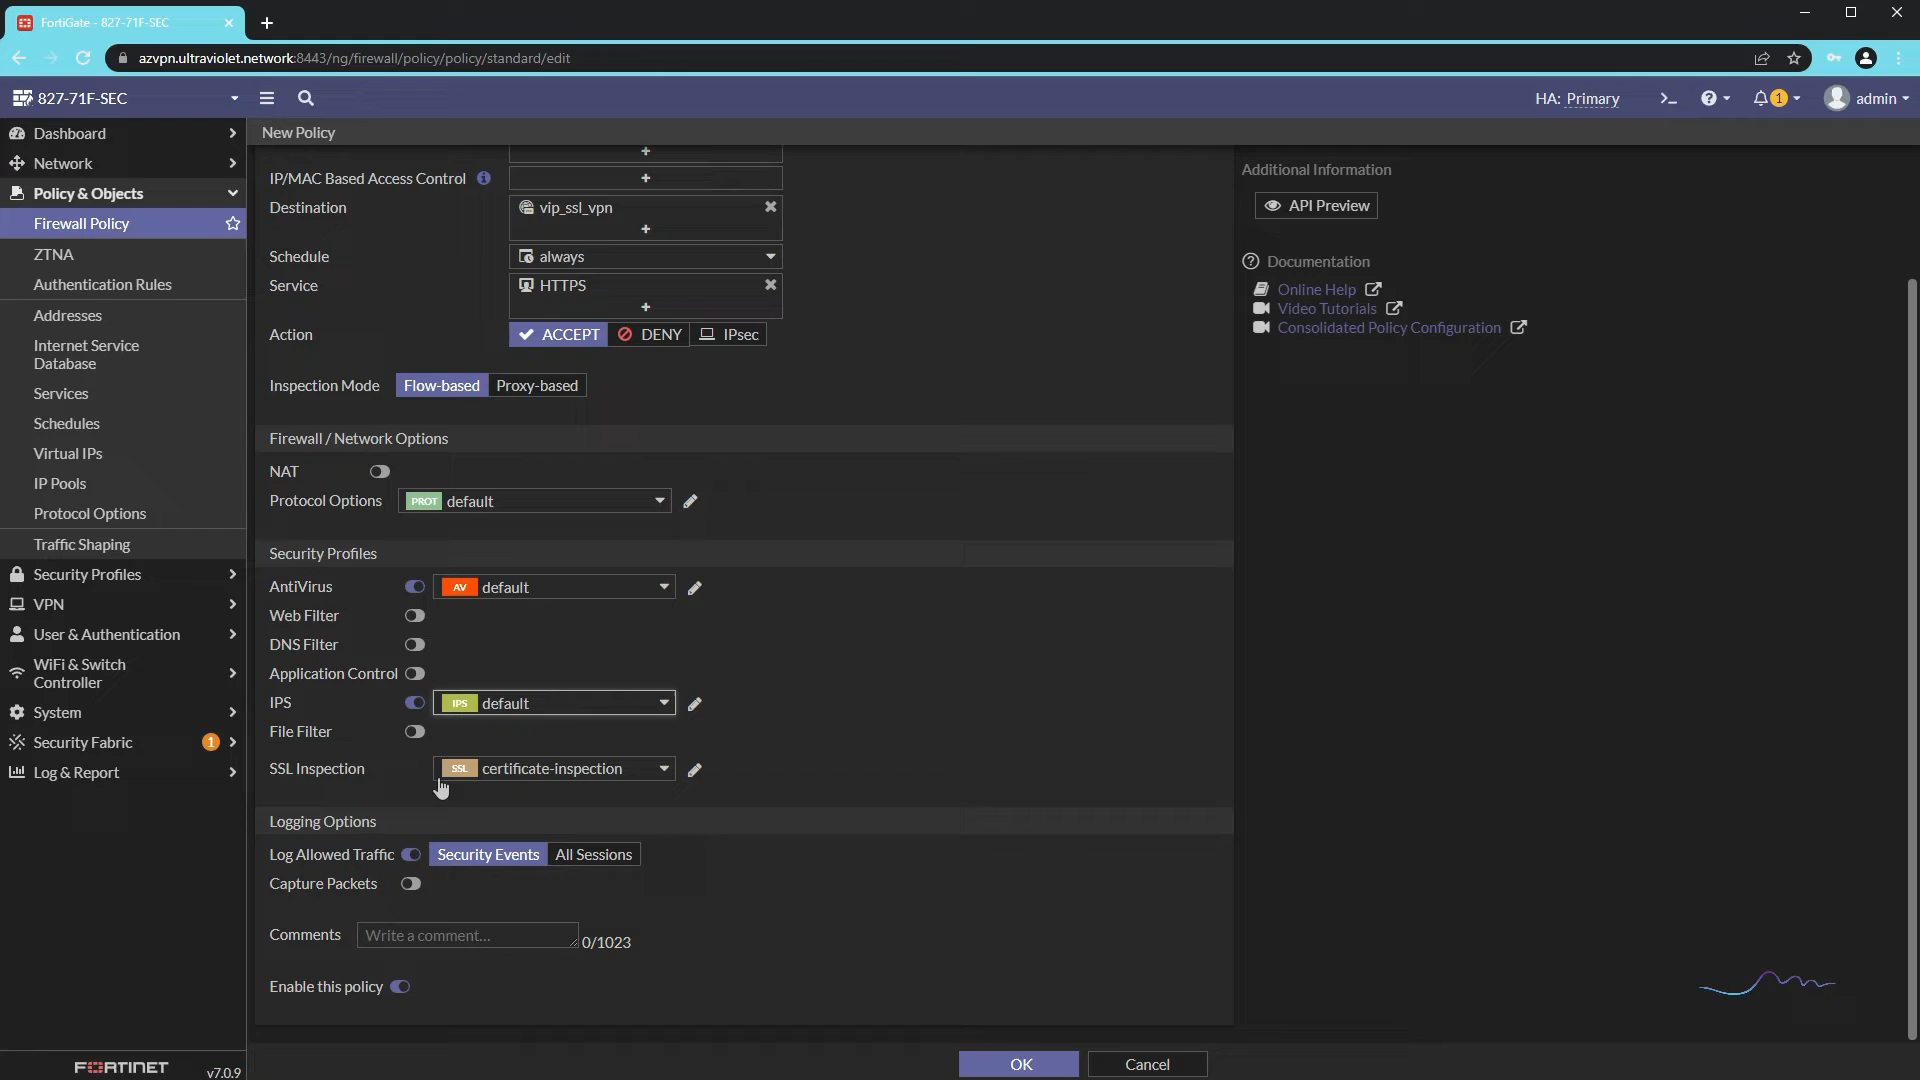 FortiGate - 827-71F-SEC
azvpn.ultraviolet.network:8443/ng/firewall/policy/policy/standard/edit
827-71F-SEC
HA: Primary
1
admin
Dashboard
Network
Policy & Objects
Firewall Policy
ZTNA
Authentication Rules
Addresses
Internet Service
Database
Services
Schedules
Virtual IPs
IP Pools
Protocol Options
Traffic Shaping
Security Profiles
VPN
User & Authentication
WiFi & Switch
Controller
System
Security Fabric 1
Log & Report
FORTINET v7.0.9
New Policy
IP/MAC Based Access Control
Destination vip_ssl_vpn
Schedule always
Service HTTPS
Action ACCEPT DENY IPsec
Inspection Mode Flow-based Proxy-based
Firewall / Network Options
NAT
Protocol Options PROT default
Security Profiles
AntiVirus AV default
Web Filter
DNS Filter
Application Control
IPS IPS default
File Filter
SSL Inspection SSL certificate-inspection
Logging Options
Log Allowed Traffic Security Events All Sessions
Capture Packets
Comments Write a comment... 0/1023
Enable this policy
OK Cancel
Additional Information
API Preview
Documentation
Online Help
Video Tutorials
Consolidated Policy Configuration